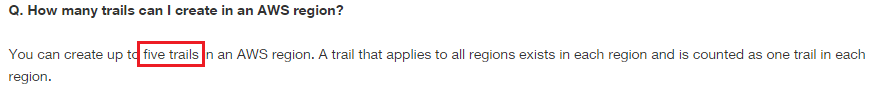 Q. How many trails can I create in an AWS region?
You can create up to five trails in an AWS region. A trail that applies to all regions exists in each region and is counted as one trail in each
region.